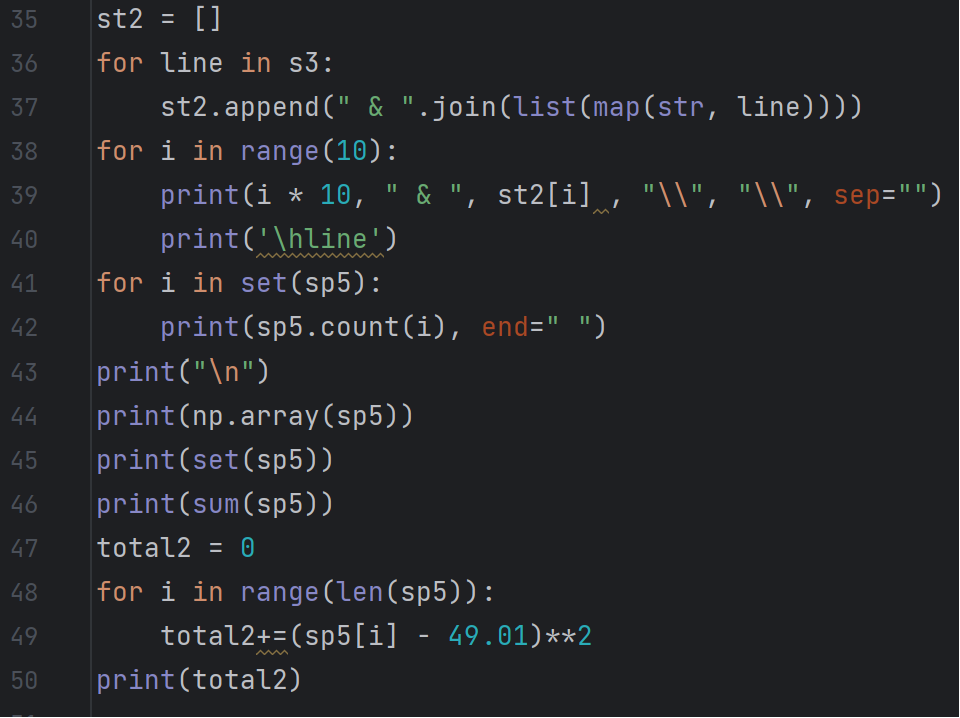 35 st2 = []
36 for line in s3:
37     st2.append(" & ".join(list(map(str, line))))
38 for i in range(10):
39     print(i * 10, " & ", st2[i] , "\\", "\\", sep="")
40     print('\hline')
41 for i in set(sp5):
42     print(sp5.count(i), end=" ")
43 print("\n")
44 print(np.array(sp5))
45 print(set(sp5))
46 print(sum(sp5))
47 total2 = 0
48 for i in range(len(sp5)):
49     total2+=(sp5[i] - 49.01)**2
50 print(total2)